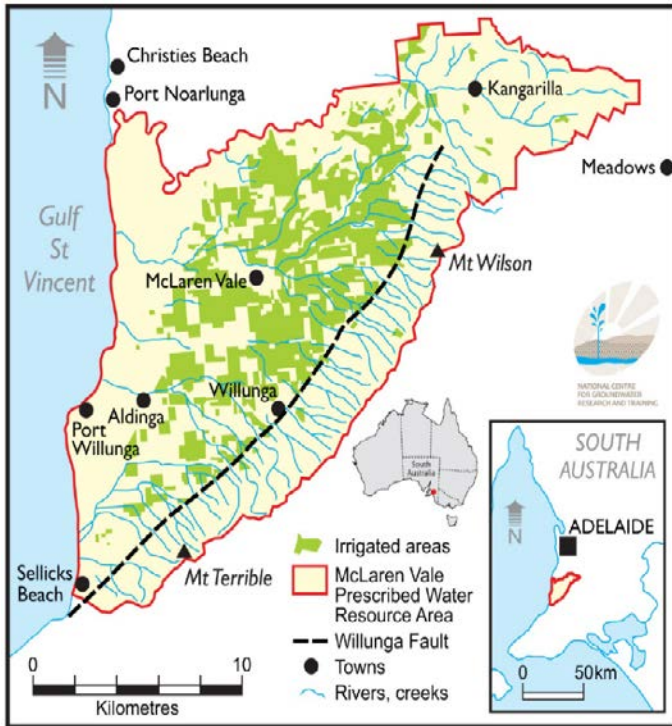 N
Christies Beach
Port Noarlunga
Kangarilla
Meadows
Gulf
St
Vincent
McLaren Vale
Mt Wilson
NATIONAL CENTRE
FOR GROUNDWATER
RESEARCH AND TRAINING
Willunga
Aldinga
Port
Willunga
South
Australia
SOUTH
AUSTRALIA
N
ADELAIDE
Sellicks
Beach
Mt Terrible
Irrigated areas
McLaren Vale
Prescribed Water
Resource Area
Willunga Fault
Towns
Rivers, creeks
0 10
Kilometres
0 50km